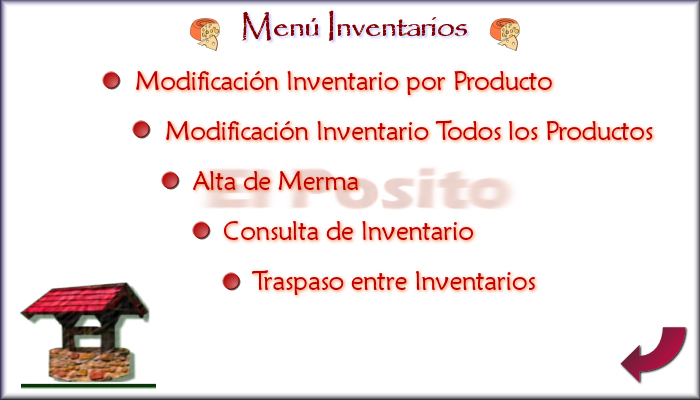 Menú Inventarios
Modificación Inventario por Producto
Modificación Inventario Todos los Productos
Alta de Merma
El Posito
Consulta de Inventario
Traspaso entre Inventarios